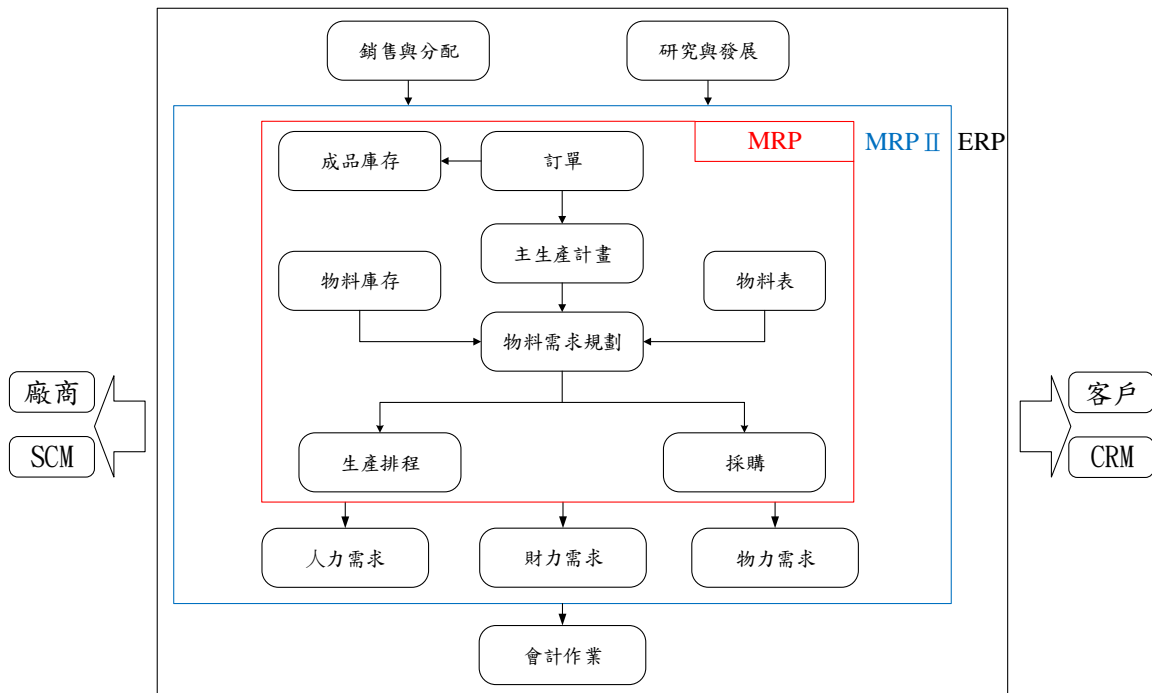 銷售與分配
研究與發展
MRP
MRPⅡ
ERP
成品庫存
訂單
主生產計畫
物料庫存
物料表
物料需求規劃
廠商
客戶
SCM
生產排程
採購
CRM
人力需求
財力需求
物力需求
會計作業